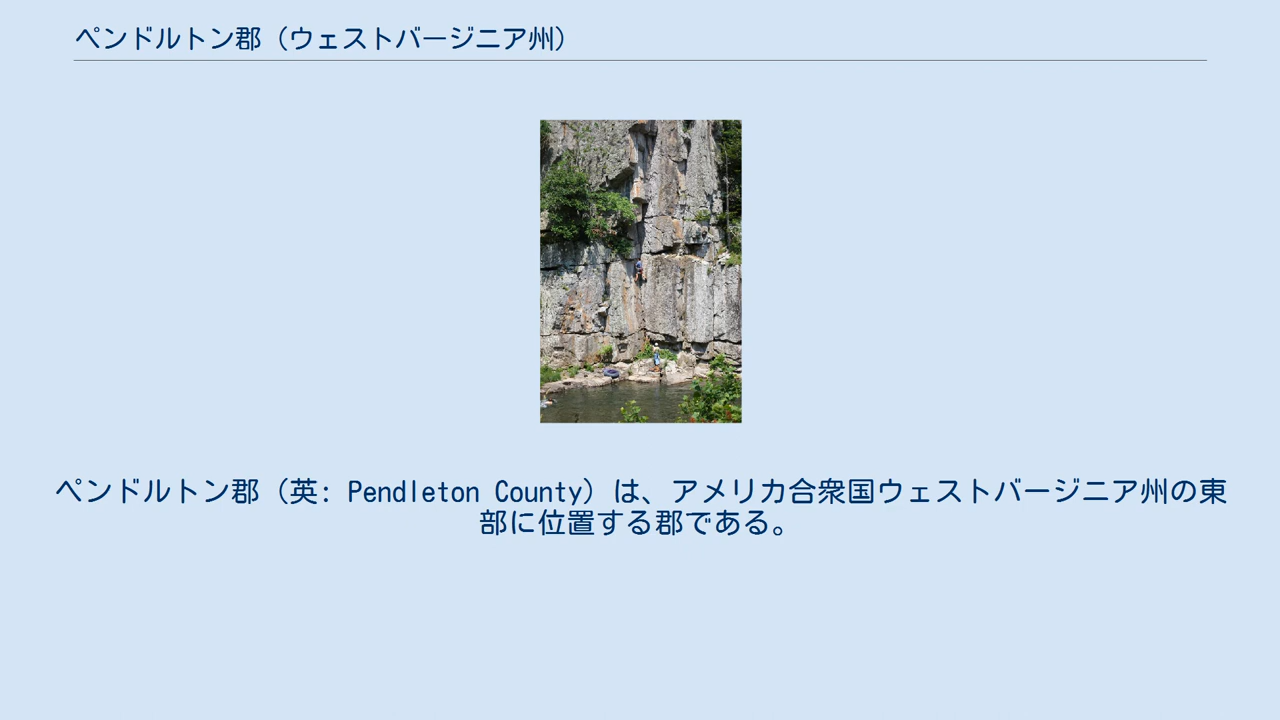 ペンドルトン郡（ウェストバージニア州）
ペンドルトン郡（英: Pendleton County）は、アメリカ合衆国ウェストバージニア州の東
部に位置する郡である。